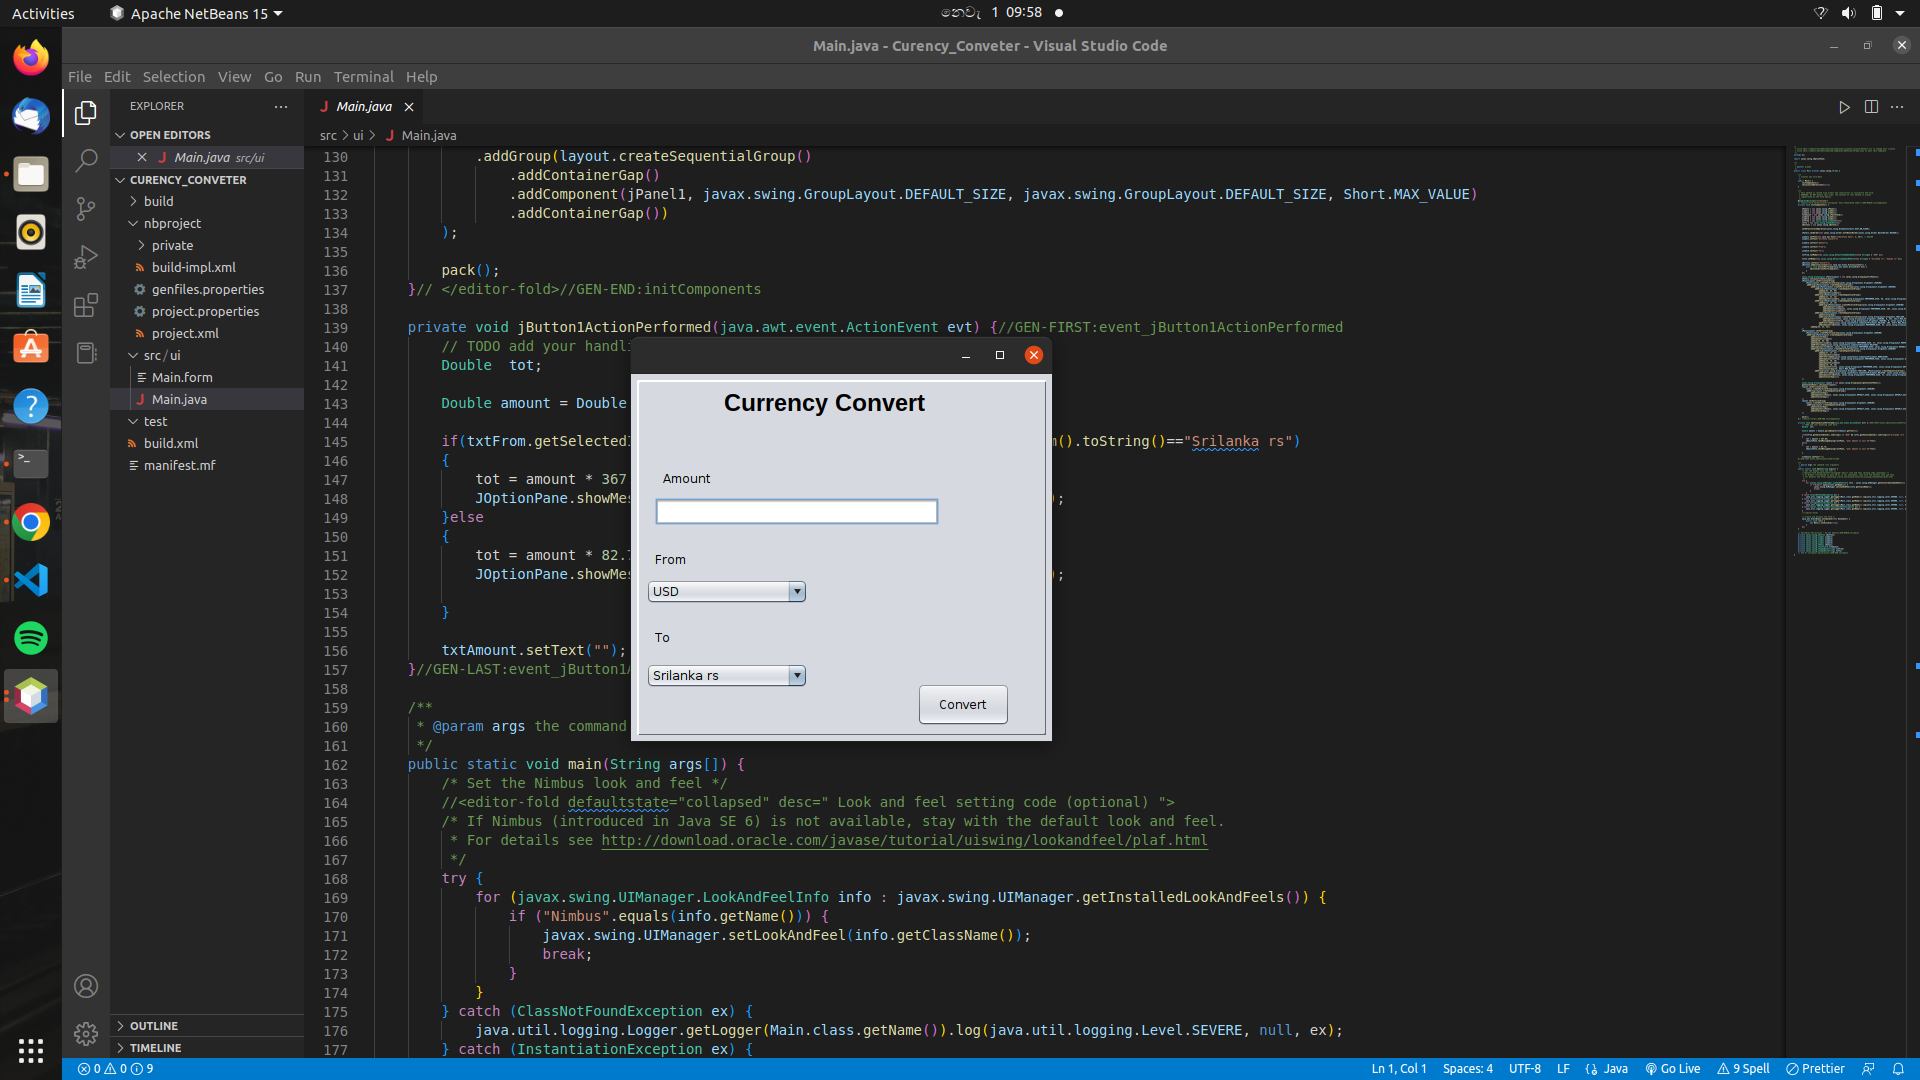 Activities
Apache NetBeans 15
නොවැ 1 09:58
Main.java - Curency_Conveter - Visual Studio Code
File Edit Selection View Go Run Terminal Help
EXPLORER
OPEN EDITORS
Main.java src/ui
CURENCY_CONVETER
build
nbproject
private
build-impl.xml
genfiles.properties
project.properties
project.xml
src/ui
Main.form
Main.java
test
build.xml
manifest.mf
OUTLINE
TIMELINE
Main.java
src > ui > Main.java
130 .addGroup(layout.createSequentialGroup()
131 .addContainerGap()
132 .addComponent(jPanel1, javax.swing.GroupLayout.DEFAULT_SIZE, javax.swing.GroupLayout.DEFAULT_SIZE, Short.MAX_VALUE)
133 .addContainerGap())
134 );
135
136 pack();
137 }// </editor-fold>//GEN-END:initComponents
138
139 private void jButton1ActionPerformed(java.awt.event.ActionEvent evt) {//GEN-FIRST:event_jButton1ActionPerformed
140 // TODO add your handli
141 Double tot;
142
143 Double amount = Double
144
145 if(txtFrom.getSelectedI m().toString()=="Srilanka rs")
146 {
147 tot = amount * 367
148 JOptionPane.showMes );
149 }else
150 {
151 tot = amount * 82.7
152 JOptionPane.showMes );
153
154 }
155
156 txtAmount.setText("");
157 }//GEN-LAST:event_jButton1A
158
159 /**
160 * @param args the command
161 */
162 public static void main(String args[]) {
163 /* Set the Nimbus look and feel */
164 //<editor-fold defaultstate="collapsed" desc=" Look and feel setting code (optional) ">
165 /* If Nimbus (introduced in Java SE 6) is not available, stay with the default look and feel.
166 * For details see http://download.oracle.com/javase/tutorial/uiswing/lookandfeel/plaf.html
167 */
168 try {
169 for (javax.swing.UIManager.LookAndFeelInfo info : javax.swing.UIManager.getInstalledLookAndFeels()) {
170 if ("Nimbus".equals(info.getName())) {
171 javax.swing.UIManager.setLookAndFeel(info.getClassName());
172 break;
173 }
174 }
175 } catch (ClassNotFoundException ex) {
176 java.util.logging.Logger.getLogger(Main.class.getName()).log(java.util.logging.Level.SEVERE, null, ex);
177 } catch (InstantiationException ex) {
Currency Convert
Amount
From
USD
To
Srilanka rs
Convert
0 0 9
Ln 1, Col 1 Spaces: 4 UTF-8 LF Java Go Live 9 Spell Prettier